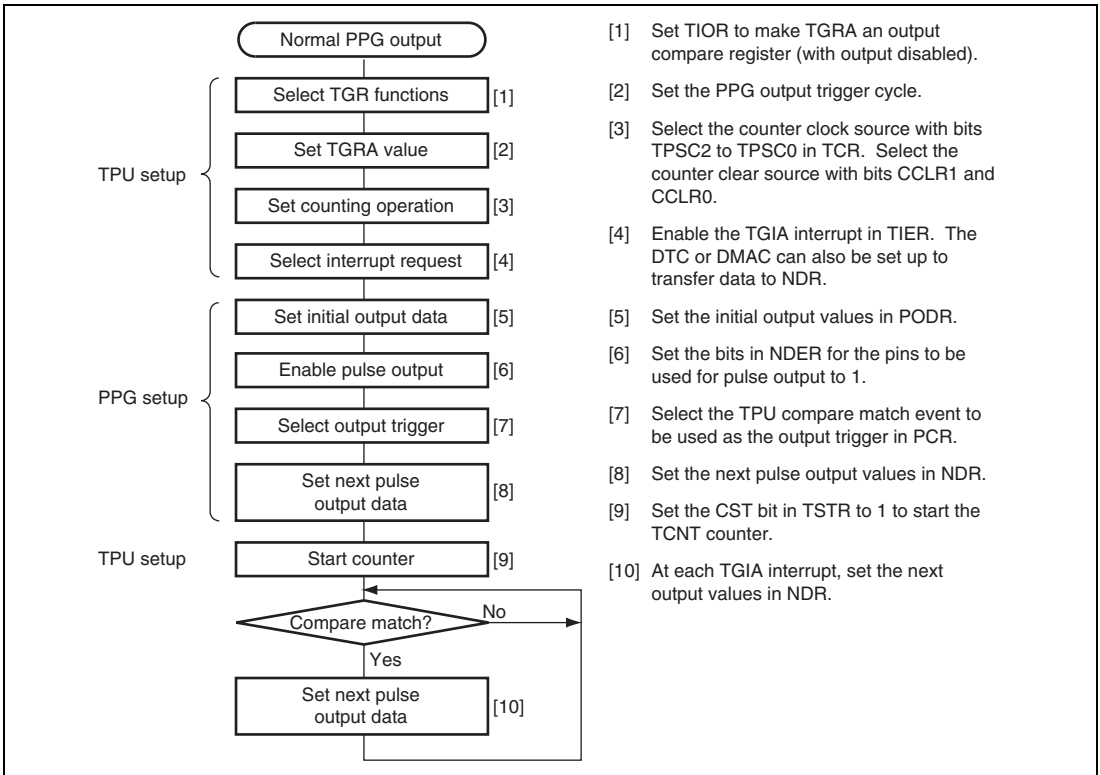 Normal PPG output
TPU setup
Select TGR functions [1]
Set TGRA value [2]
Set counting operation [3]
Select interrupt request [4]
PPG setup
Set initial output data [5]
Enable pulse output [6]
Select output trigger [7]
Set next pulse
output data [8]
TPU setup
Start counter [9]
Compare match?
No
Yes
Set next pulse
output data [10]
[1] Set TIOR to make TGRA an output
compare register (with output disabled).
[2] Set the PPG output trigger cycle.
[3] Select the counter clock source with bits
TPSC2 to TPSC0 in TCR. Select the
counter clear source with bits CCLR1 and
CCLR0.
[4] Enable the TGIA interrupt in TIER. The
DTC or DMAC can also be set up to
transfer data to NDR.
[5] Set the initial output values in PODR.
[6] Set the bits in NDER for the pins to be
used for pulse output to 1.
[7] Select the TPU compare match event to
be used as the output trigger in PCR.
[8] Set the next pulse output values in NDR.
[9] Set the CST bit in TSTR to 1 to start the
TCNT counter.
[10] At each TGIA interrupt, set the next
output values in NDR.